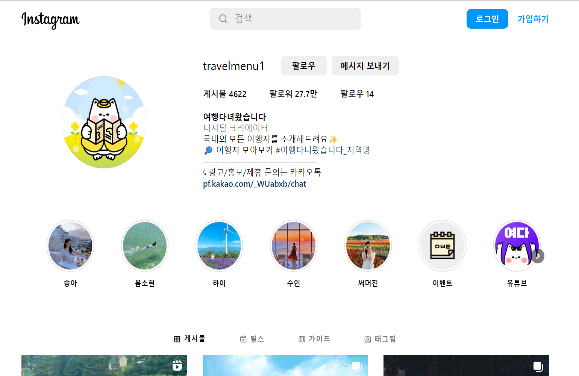 Instagram
검색
로그인 가입하기
travelmenu1 팔로우 메시지 보내기
게시물 4622 팔로워 27.7만 팔로우 14
여행다녀왔습니다
디지털 크리에이터
국내외 모든 여행지를 소개해드려요✨
여행지 모아보기 #여행다녀왔습니다_지역명
광고/홍보/제휴 문의는 카카오톡
pf.kakao.com/_WUabxb/chat
여다
승아 봄소현 하이 수인 써머진 이벤트 유튜브
게시물 릴스 가이드 태그됨